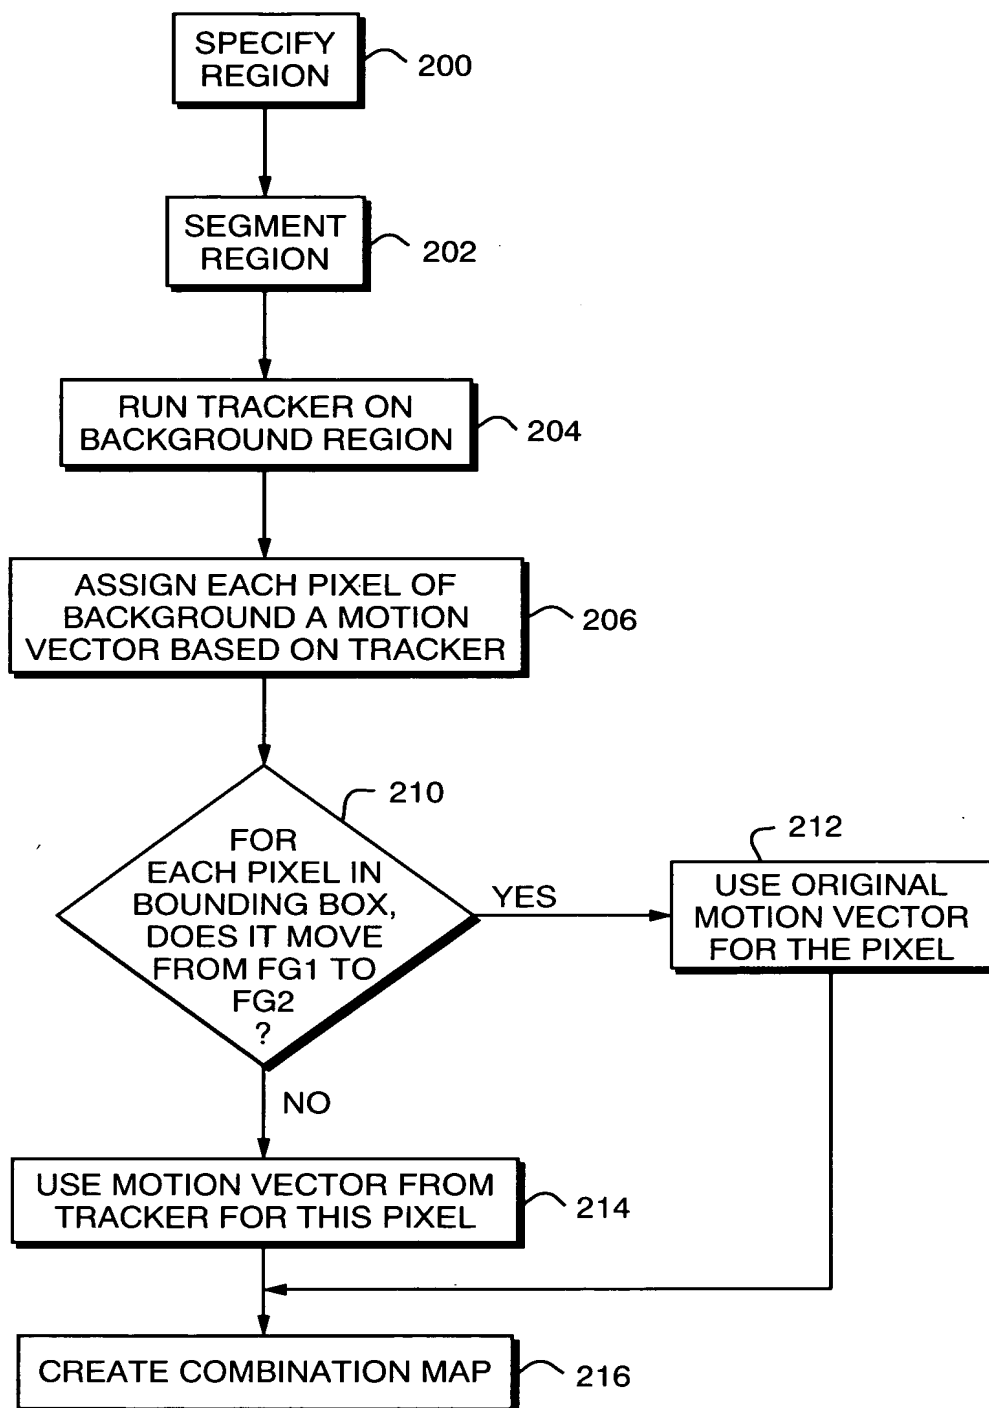 SPECIFY
REGION
200
SEGMENT
REGION
202
RUN TRACKER ON
BACKGROUND REGION
204
ASSIGN EACH PIXEL OF
BACKGROUND A MOTION
VECTOR BASED ON TRACKER
206
210
FOR
EACH PIXEL IN
BOUNDING BOX,
DOES IT MOVE
FROM FG1 TO
FG2
?
YES
212
USE ORIGINAL
MOTION VECTOR
FOR THE PIXEL
NO
USE MOTION VECTOR FROM
TRACKER FOR THIS PIXEL
214
CREATE COMBINATION MAP
216